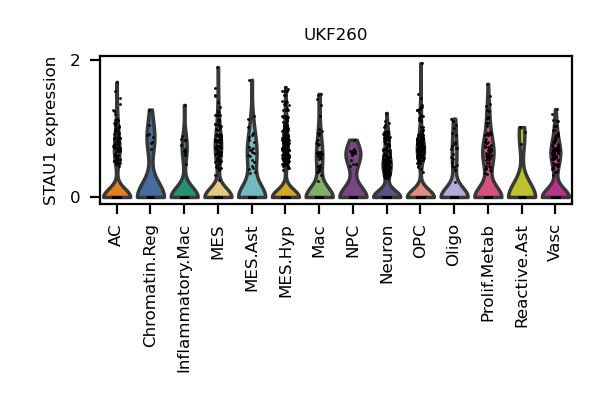 UKF260
STAU1 expression
2
0
AC
Chromatin.Reg
Inflammatory.Mac
MES
MES.Ast
MES.Hyp
Mac
NPC
Neuron
OPC
Oligo
Prolif.Metab
Reactive.Ast
Vasc